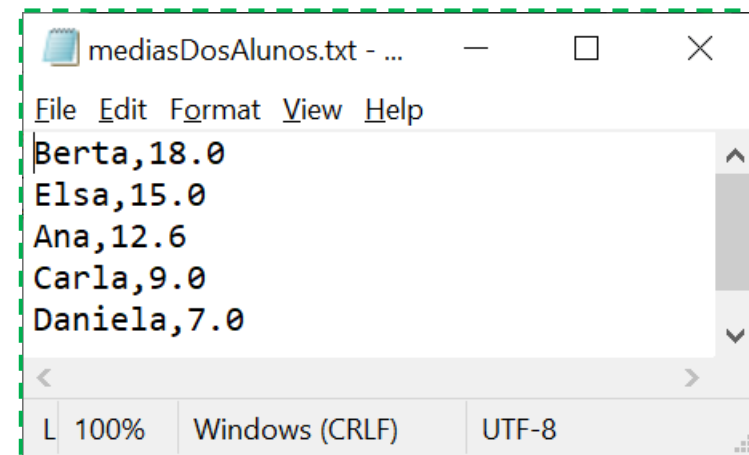 mediasDosAlunos.txt - ...
File Edit Format View Help
Berta,18.0
Elsa,15.0
Ana,12.6
Carla,9.0
Daniela,7.0
L 100% Windows (CRLF) UTF-8